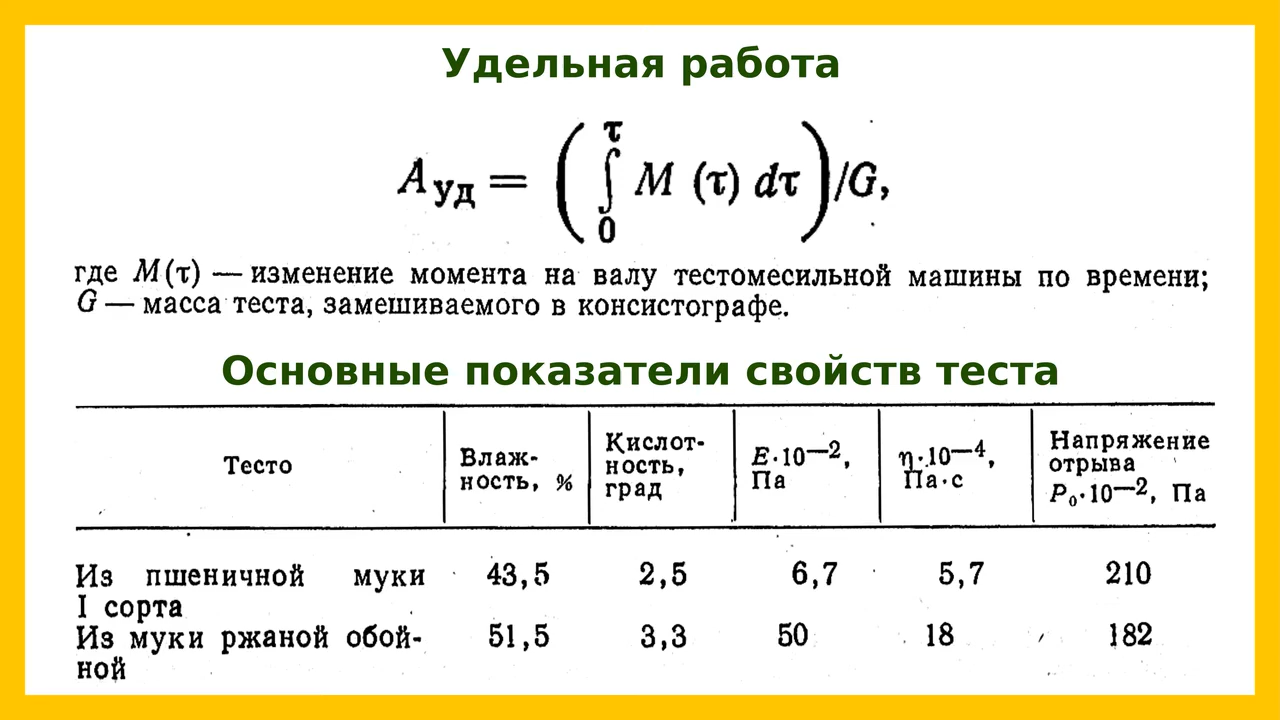 Удельная работа
A уд = ( ∫₀^τ M (τ) dτ )/G,
где M(τ) — изменение момента на валу тестомесильной машины по времени;
G — масса теста, замешиваемого в консистографе.
Основные показатели свойств теста
Тесто | Влаж-ность, % | Кислот-ность, град | E·10—2, Па | η·10—4, Па·с | Напряжение отрыва P₀·10—2, Па
Из пшеничной муки 43,5 2,5 6,7 5,7 210
I сорта
Из муки ржаной обой- 51,5 3,3 50 18 182
ной